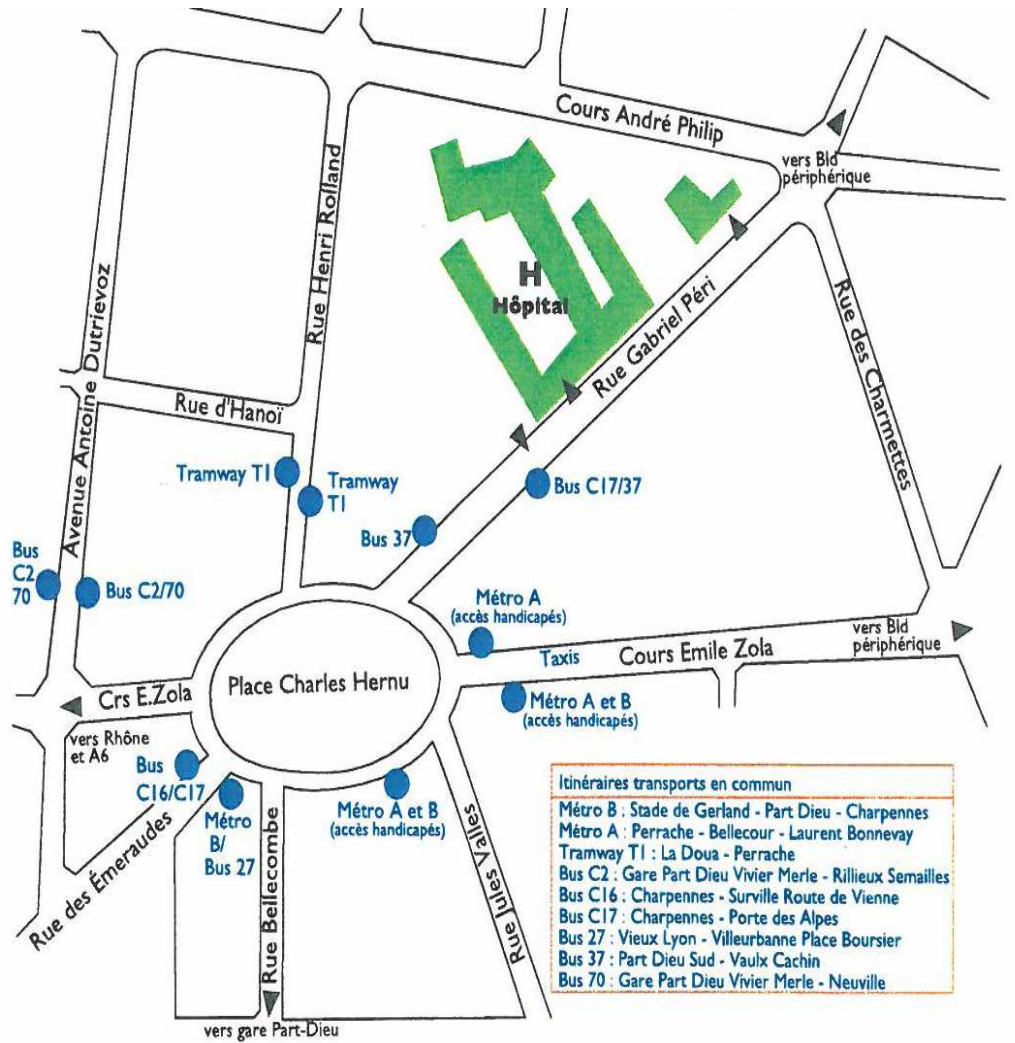 Cours André Philip
vers Bld
périphérique
Rue Henri Rolland
Avenue Antoine Dutrievoz
H
Hôpital
Rue Gabriel Péri
Rue des Charmettes
Rue d'Hanoï
Tramway T1
Tramway
T1
Bus C17/37
Bus 37
Bus
C2
70
Bus C2/70
Métro A
(accès handicapés)
Taxis
Cours Emile Zola
vers Bld
périphérique
Place Charles Hernu
Crs E.Zola
Métro A et B
(accès handicapés)
vers Rhône
et A6
Bus
C16/C17
Métro
B/
Bus 27
Métro A et B
(accès handicapés)
Rue des Émeraudes
Rue Bellecombe
Rue Jules Valles
vers gare Part-Dieu
Itinéraires transports en commun
Métro B : Stade de Gerland - Part Dieu - Charpennes
Métro A : Perrache - Bellecour - Laurent Bonnevay
Tramway T1 : La Doua - Perrache
Bus C2 : Gare Part Dieu Vivier Merle - Rillieux Semailles
Bus C16 : Charpennes - Surville Route de Vienne
Bus C17 : Charpennes - Porte des Alpes
Bus 27 : Vieux Lyon - Villeurbanne Place Boursier
Bus 37 : Part Dieu Sud - Vaulx Cachin
Bus 70 : Gare Part Dieu Vivier Merle - Neuville